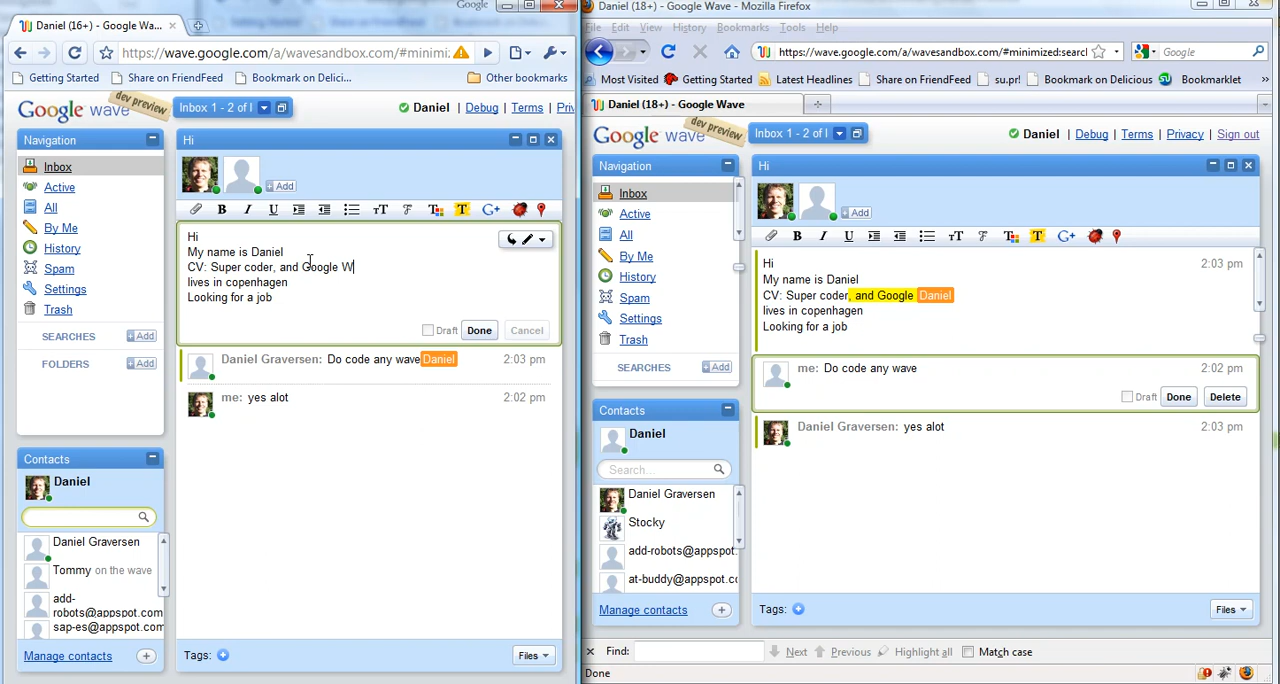 Google
Daniel (16+) - Google Wa...
https://wave.google.com/a/wavesandbox.com/#minimi:
Getting Started
Share on FriendFeed
Bookmark on Delici...
Other bookmarks
Google wave
dev preview
Inbox 1 - 2 of I
Daniel | Debug | Terms | Priv
Navigation
Inbox
Active
All
By Me
History
Spam
Settings
Trash
SEARCHES
Add
FOLDERS
Add
Contacts
Daniel
Daniel Graversen
Tommy on the wave
add-
robots@appspot.com
sap-es@appspot.com
Manage contacts
Hi
Add
B I U
Hi
My name is Daniel
CV: Super coder, and Google W
lives in copenhagen
Looking for a job
Draft Done Cancel
Daniel Graversen: Do code any wave Daniel 2:03 pm
me: yes alot 2:02 pm
Tags:
Files
Daniel (18+) - Google Wave - Mozilla Firefox
File Edit View History Bookmarks Tools Help
https://wave.google.com/a/wavesandbox.com/#minimized:searcl
Google
Most Visited
Getting Started
Latest Headlines
Share on FriendFeed
su.pr!
Bookmark on Delicious
Bookmarklet
Daniel (18+) - Google Wave
Google wave
dev preview
Inbox 1 - 2 of I
Daniel | Debug | Terms | Privacy | Sign out
Navigation
Inbox
Active
All
By Me
History
Spam
Settings
Trash
SEARCHES
Add
Contacts
Daniel
Search...
Daniel Graversen
Stocky
add-robots@appspot.
at-buddy@appspot.cc
Manage contacts
Hi
Add
B I U
Hi 2:03 pm
My name is Daniel
CV: Super coder, and Google Daniel
lives in copenhagen
Looking for a job
me: Do code any wave 2:02 pm
Draft Done Delete
Daniel Graversen: yes alot 2:03 pm
Tags:
Files
Find:
Next
Previous
Highlight all
Match case
Done